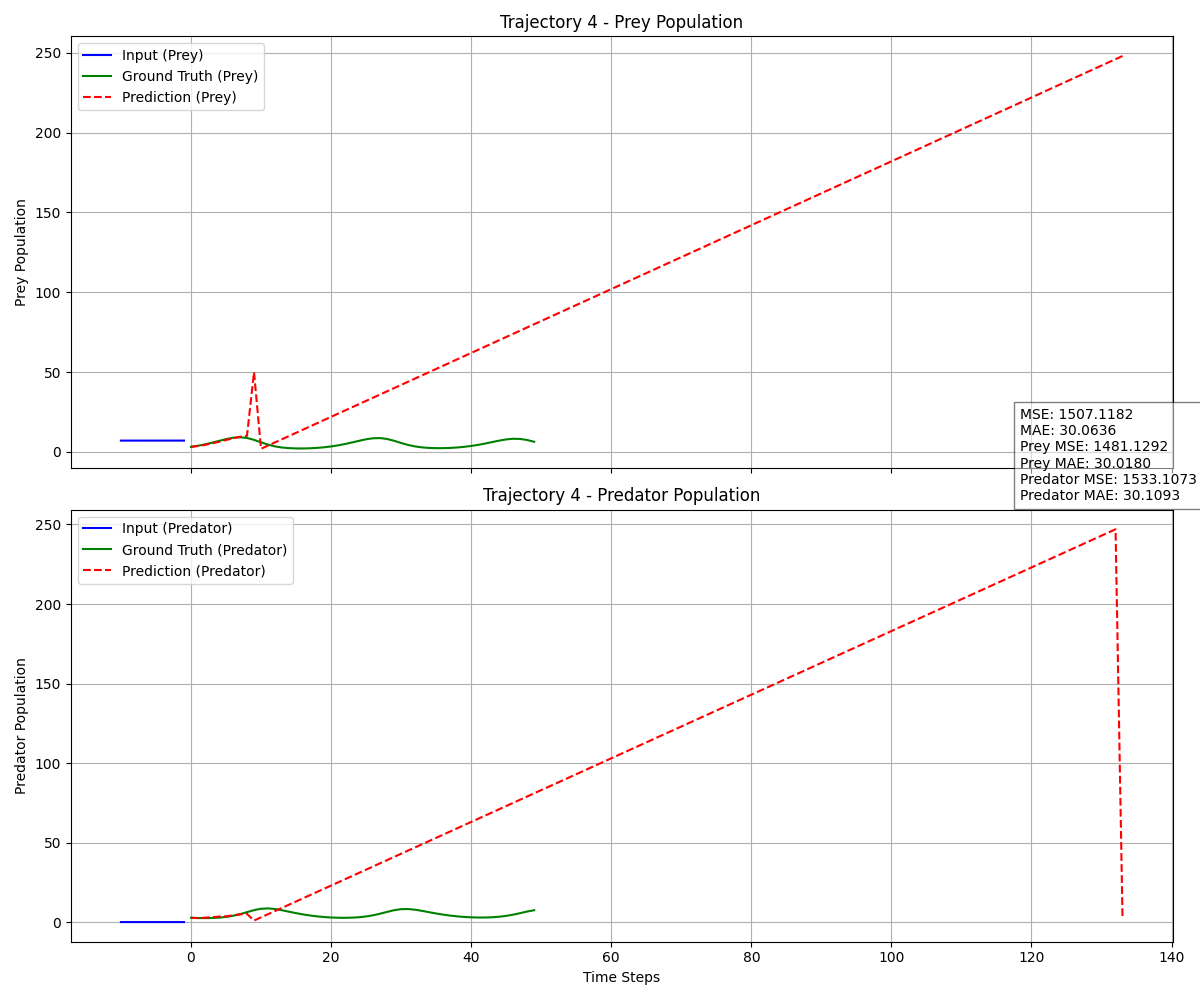 Trajectory 4 - Prey Population
Input (Prey)
Ground Truth (Prey)
Prediction (Prey)
250
200
150
100
50
0
Prey Population
MSE: 1507.1182
MAE: 30.0636
Prey MSE: 1481.1292
Prey MAE: 30.0180
Predator MSE: 1533.1073
Predator MAE: 30.1093
Trajectory 4 - Predator Population
Input (Predator)
Ground Truth (Predator)
Prediction (Predator)
250
200
150
100
50
0
Predator Population
0 20 40 60 80 100 120 140
Time Steps